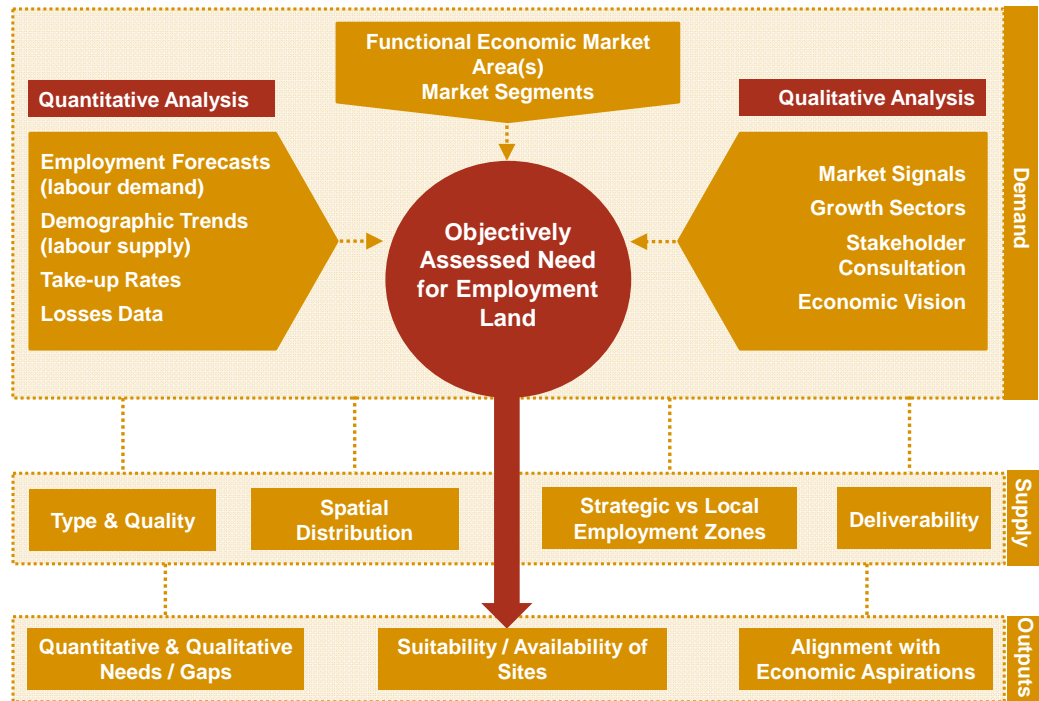 Functional Economic Market
Area(s)
Market Segments
Quantitative Analysis
Employment Forecasts
(labour demand)
Demographic Trends
(labour supply)
Take-up Rates
Losses Data
Objectively
Assessed Need
for Employment
Land
Qualitative Analysis
Market Signals
Growth Sectors
Stakeholder
Consultation
Economic Vision
Demand
Type & Quality
Spatial
Distribution
Strategic vs Local
Employment Zones
Deliverability
Supply
Quantitative & Qualitative
Needs / Gaps
Suitability / Availability of
Sites
Alignment with
Economic Aspirations
Outputs